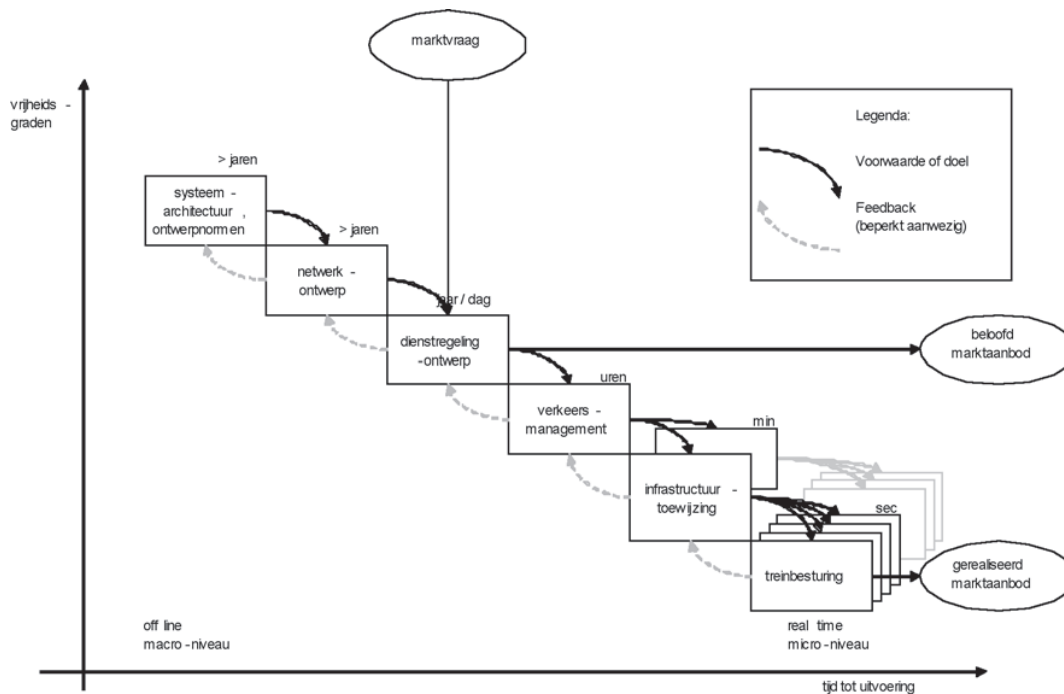 marktvraag
vrijheids -
graden
Legenda:
Voorwaarde of doel
Feedback
(beperkt aanwezig)
> jaren
systeem -
architectuur ,
ontwerpnormen
> jaren
netwerk -
ontwerp
jaar / dag
dienstregeling
-ontwerp
beloofd
marktaanbod
uren
verkeers -
management
min
infrastructuur -
toewijzing
sec
treinbesturing
gerealiseerd
marktaanbod
off line
macro -niveau
real time
micro -niveau
tijd tot uitvoering